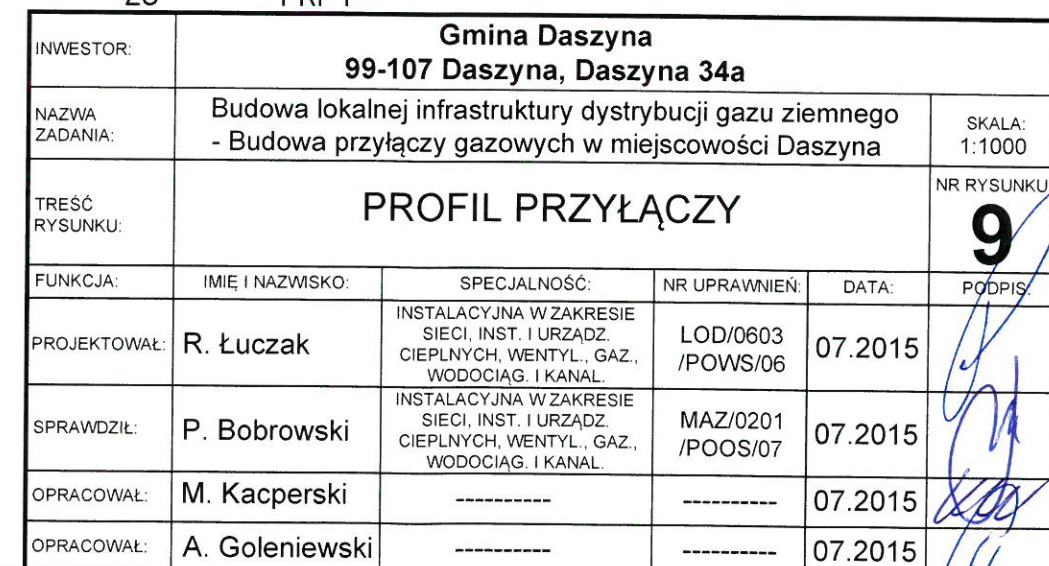 INWESTOR:
Gmina Daszyna
99-107 Daszyna, Daszyna 34a
NAZWA
ZADANIA:
Budowa lokalnej infrastruktury dystrybucji gazu ziemnego
- Budowa przyłączy gazowych w miejscowości Daszyna
SKALA:
1:1000
TREŚĆ
RYSUNKU:
PROFIL PRZYŁĄCZY
NR RYSUNKU
9
FUNKCJA:
IMIĘ I NAZWISKO:
SPECJALNOŚĆ:
NR UPRAWNIEŃ:
DATA:
PODPIS:
PROJEKTOWAŁ:
R. Łuczak
INSTALACYJNA W ZAKRESIE
SIECI, INST. I URZĄDZ.
CIEPLNYCH, WENTYL., GAZ.,
WODOCIĄG. I KANAL.
LOD/0603
/POWS/06
07.2015
SPRAWDZIŁ:
P. Bobrowski
INSTALACYJNA W ZAKRESIE
SIECI, INST. I URZĄDZ.
CIEPLNYCH, WENTYL., GAZ.,
WODOCIĄG. I KANAL.
MAZ/0201
/POOS/07
07.2015
OPRACOWAŁ:
M. Kacperski
----------
----------
07.2015
OPRACOWAŁ:
A. Goleniewski
----------
----------
07.2015